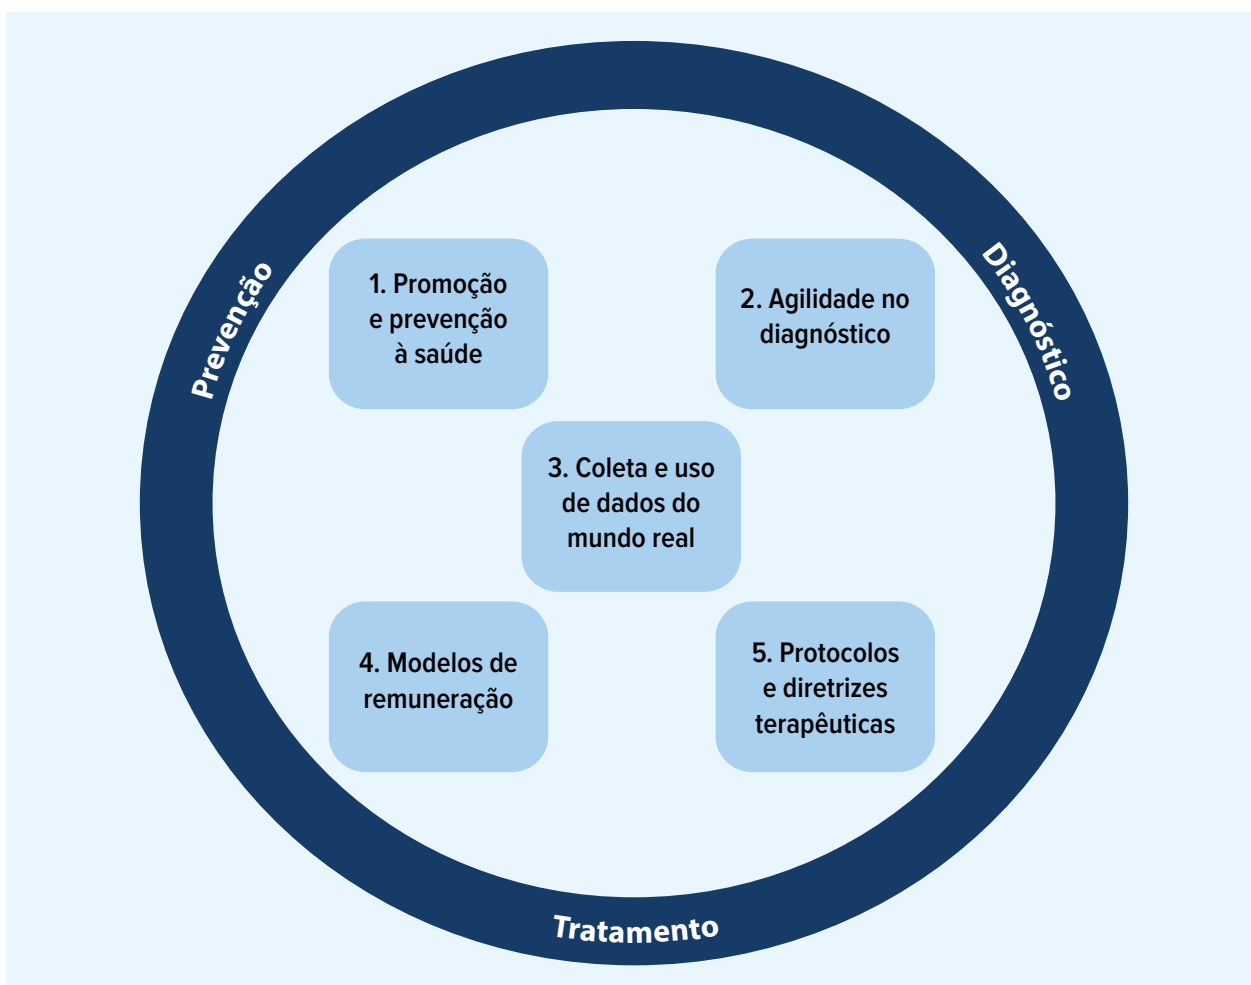 Prevenção
Diagnóstico
1. Promoção
e prevenção
à saúde
2. Agilidade no
diagnóstico
3. Coleta e uso
de dados do
mundo real
4. Modelos de
remuneração
5. Protocolos
e diretrizes
terapêuticas
Tratamento